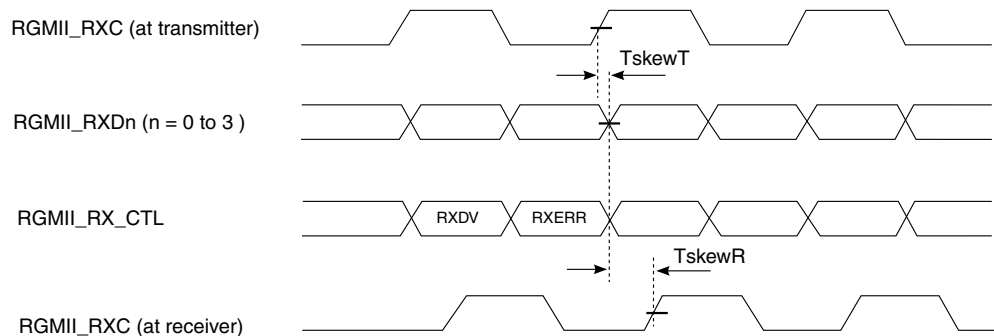 RGMII_RXC (at transmitter)
TskewT
RGMII_RXDn (n = 0 to 3 )
RGMII_RX_CTL
RXDV
RXERR
TskewR
RGMII_RXC (at receiver)